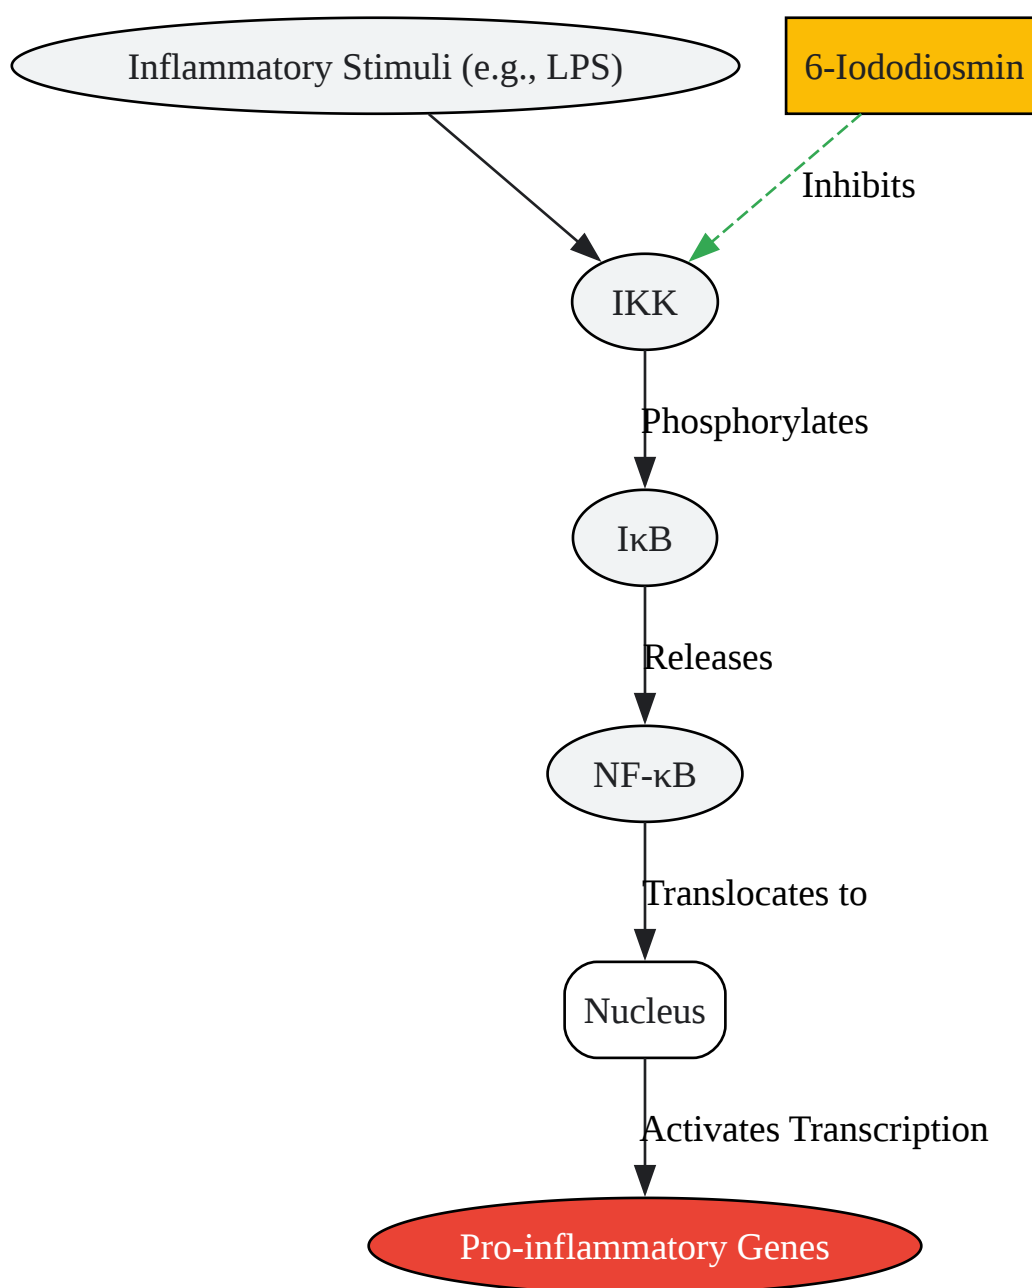 Inflammatory Stimuli (e.g., LPS)
6-Iododiosmin
Inhibits
IKK
Phosphorylates
IκB
Releases
NF-κB
Translocates to
Nucleus
Activates Transcription
Pro-inflammatory Genes